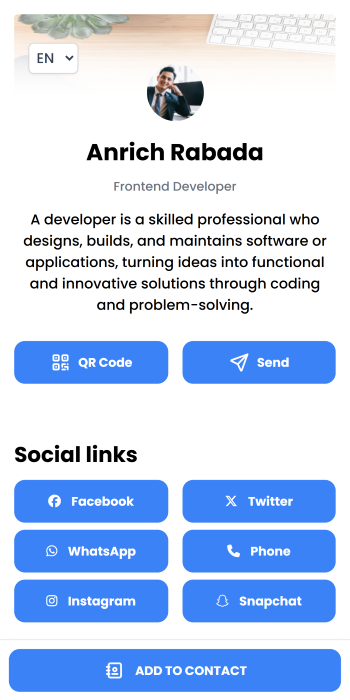 EN
Anrich Rabada
Frontend Developer
A developer is a skilled professional who
designs, builds, and maintains software or
applications, turning ideas into functional
and innovative solutions through coding
and problem-solving.
QR Code
Send
Social links
Facebook
Twitter
WhatsApp
Phone
Instagram
Snapchat
ADD TO CONTACT